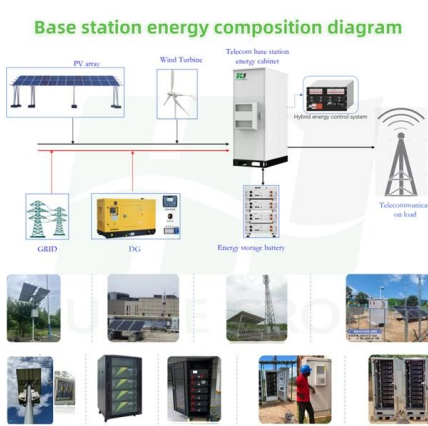 Base station energy composition diagram
PV array
Wind Turbine
Telecom base station
energy cabinet
Hybrid energy control system
Telecommunica
on load
GRID
DG
Energy storage battery